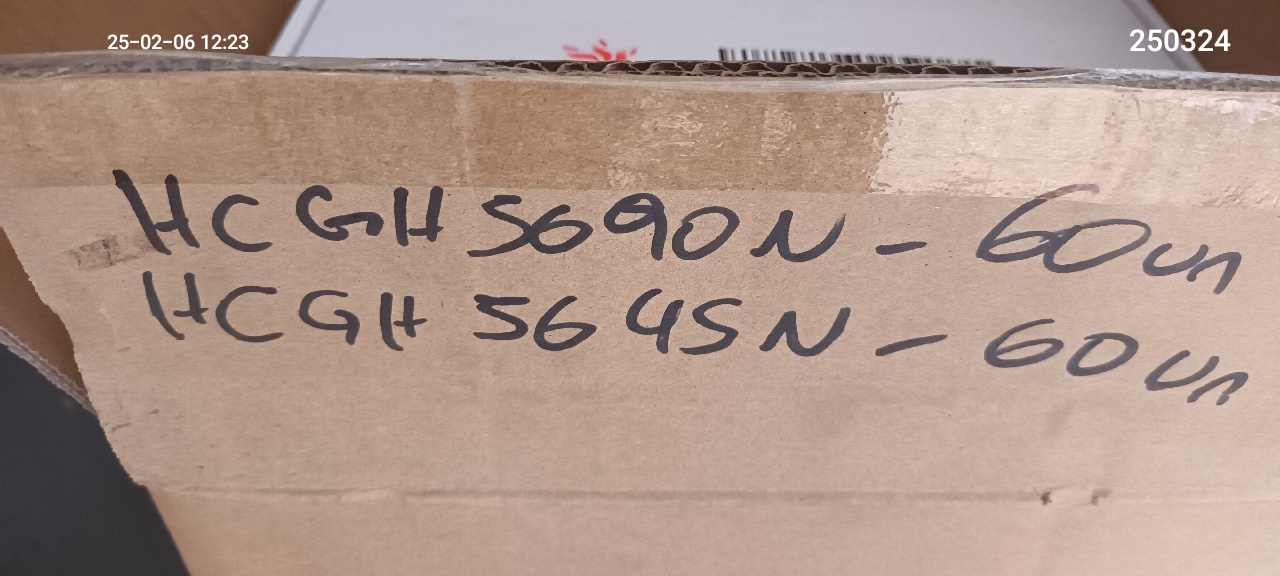 25-02-06 12:23
250324
HCGH 5690N - 60un
HCGH 5645N - 60un